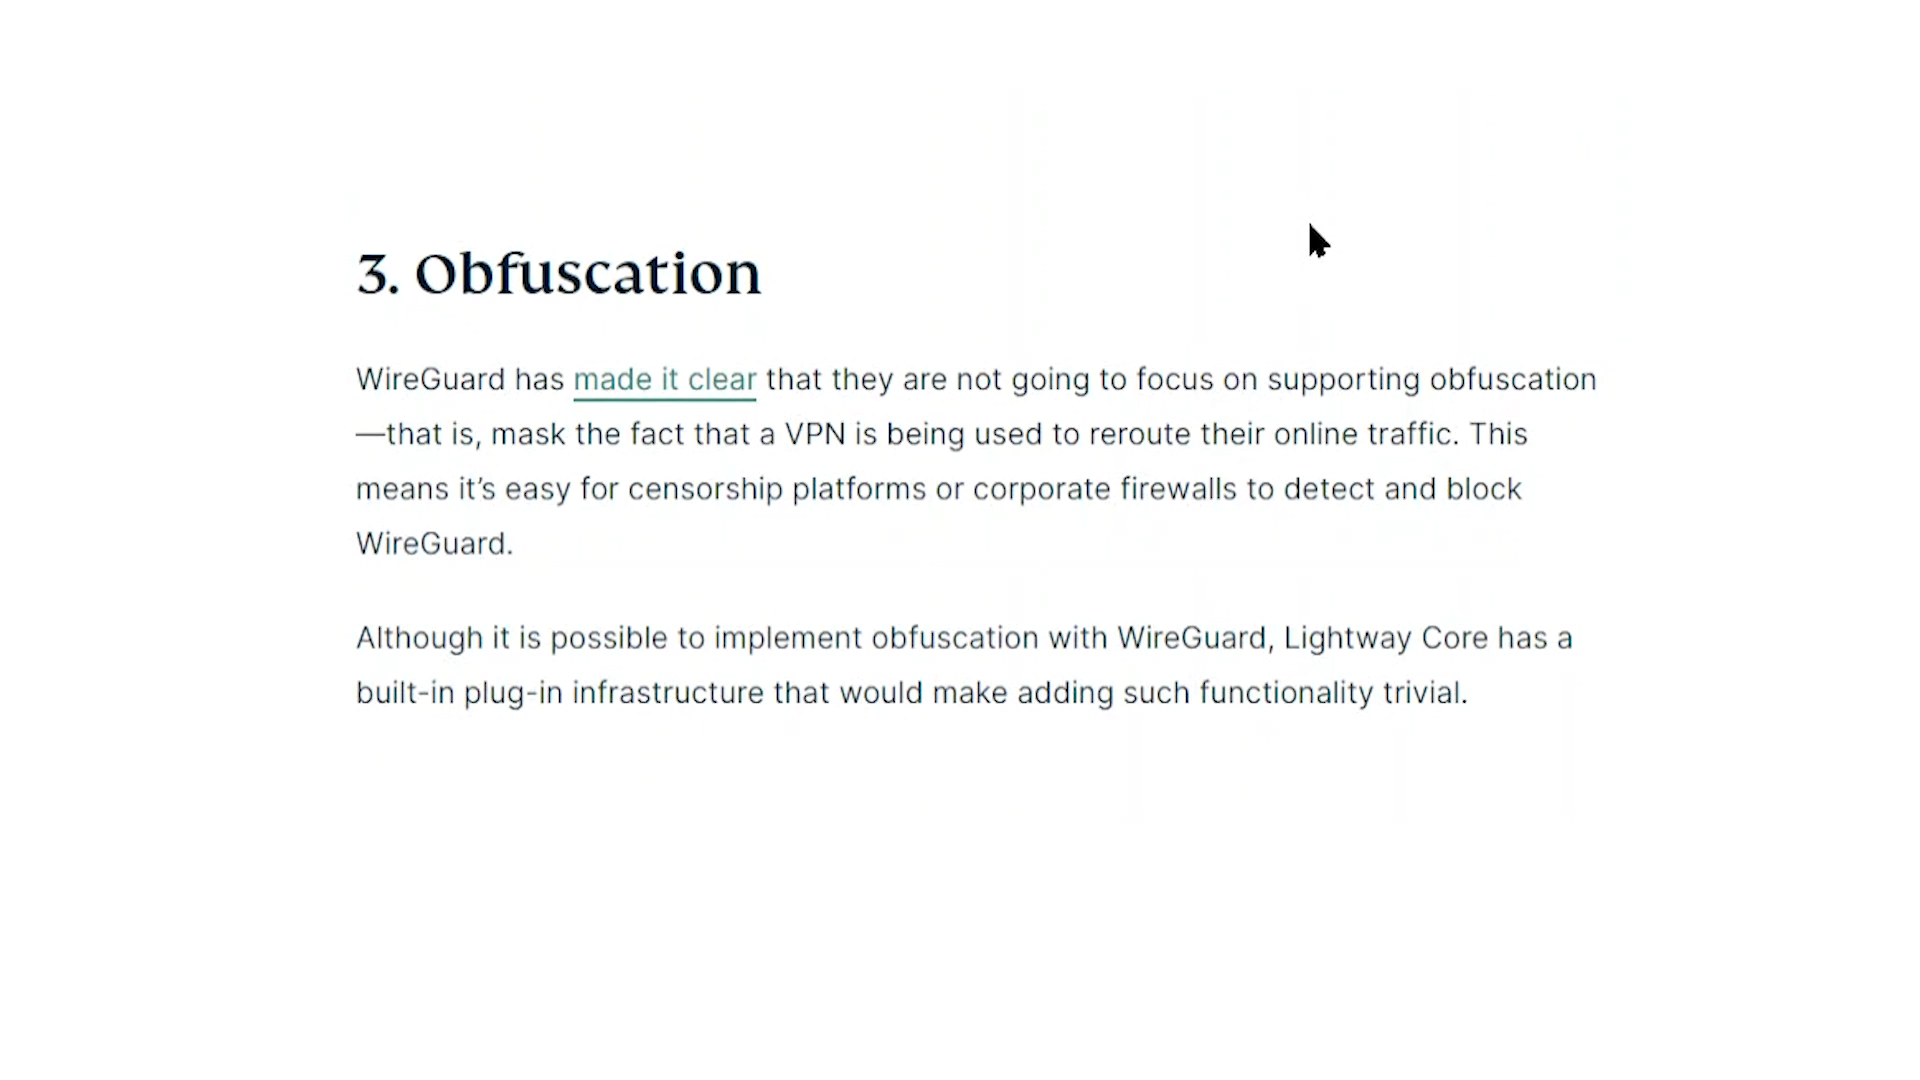 3. Obfuscation
WireGuard has made it clear that they are not going to focus on supporting obfuscation
—that is, mask the fact that a VPN is being used to reroute their online traffic. This
means it’s easy for censorship platforms or corporate firewalls to detect and block
WireGuard.
Although it is possible to implement obfuscation with WireGuard, Lightway Core has a
built-in plug-in infrastructure that would make adding such functionality trivial.